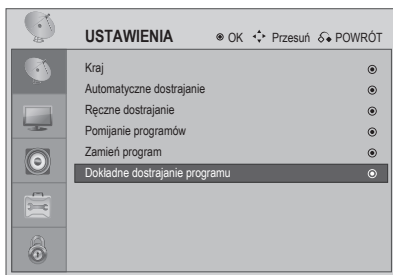 USTAWIENIA OK Przesuń POWRÓT
Kraj
Automatyczne dostrajanie
Ręczne dostrajanie
Pomijanie programów
Zamień program
Dokładne dostrajanie programu